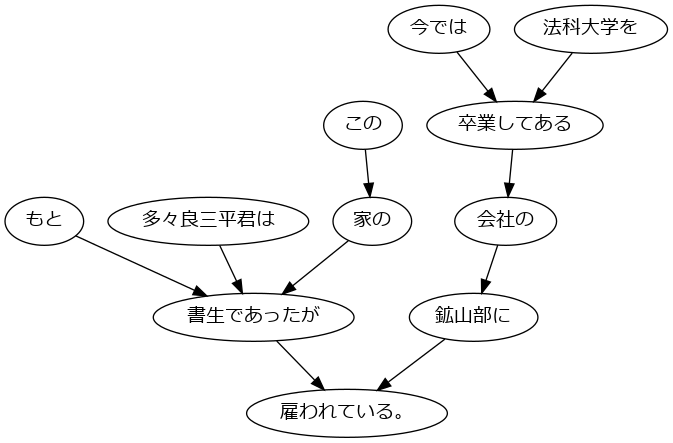 今では
法科大学を
この
卒業してある
もと
多々良三平君は
家の
会社の
書生であったが
鉱山部に
雇われている。